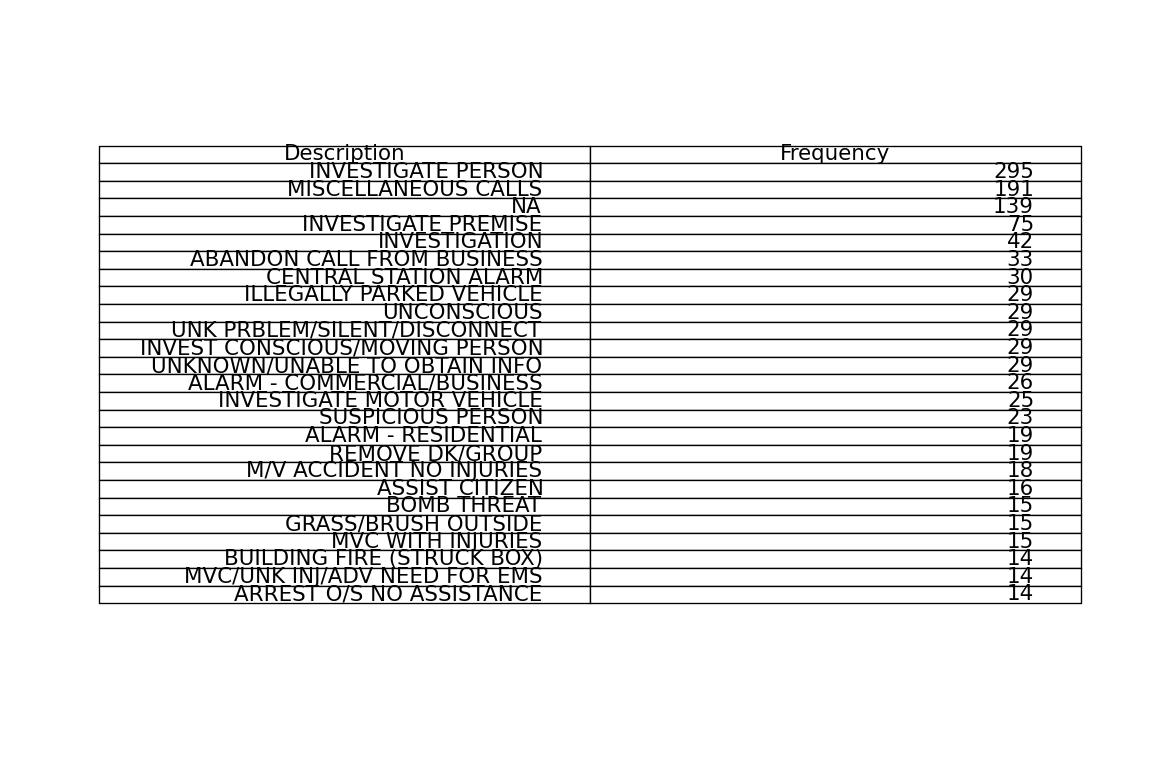 Description Frequency
INVESTIGATE PERSON 295
MISCELLANEOUS CALLS 191
NA 139
INVESTIGATE PREMISE 75
INVESTIGATION 42
ABANDON CALL FROM BUSINESS 33
CENTRAL STATION ALARM 30
ILLEGALLY PARKED VEHICLE 29
UNCONSCIOUS 29
UNK PRBLEM/SILENT/DISCONNECT 29
INVEST CONSCIOUS/MOVING PERSON 29
UNKNOWN/UNABLE TO OBTAIN INFO 29
ALARM - COMMERCIAL/BUSINESS 26
INVESTIGATE MOTOR VEHICLE 25
SUSPICIOUS PERSON 23
ALARM - RESIDENTIAL 19
REMOVE DK/GROUP 19
M/V ACCIDENT NO INJURIES 18
ASSIST CITIZEN 16
BOMB THREAT 15
GRASS/BRUSH OUTSIDE 15
MVC WITH INJURIES 15
BUILDING FIRE (STRUCK BOX) 14
MVC/UNK INJ/ADV NEED FOR EMS 14
ARREST O/S NO ASSISTANCE 14